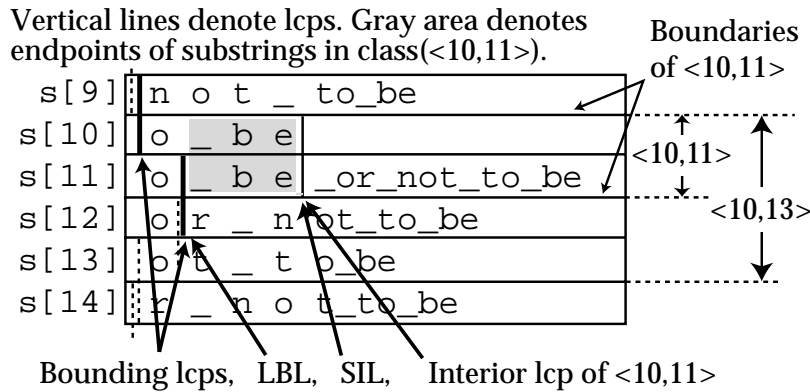 Vertical lines denote lcps. Gray area denotes
endpoints of substrings in class(<10,11>).
Boundaries
of <10,11>
s[9] n o t _ to_be
s[10] o _ b e
s[11] o _ b e _or_not_to_be
<10,11>
s[12] o r _ n ot_to_be
<10,13>
s[13] o t _ t o_be
s[14] r _ n o t_to_be
Bounding lcps, LBL, SIL, Interior lcp of <10,11>